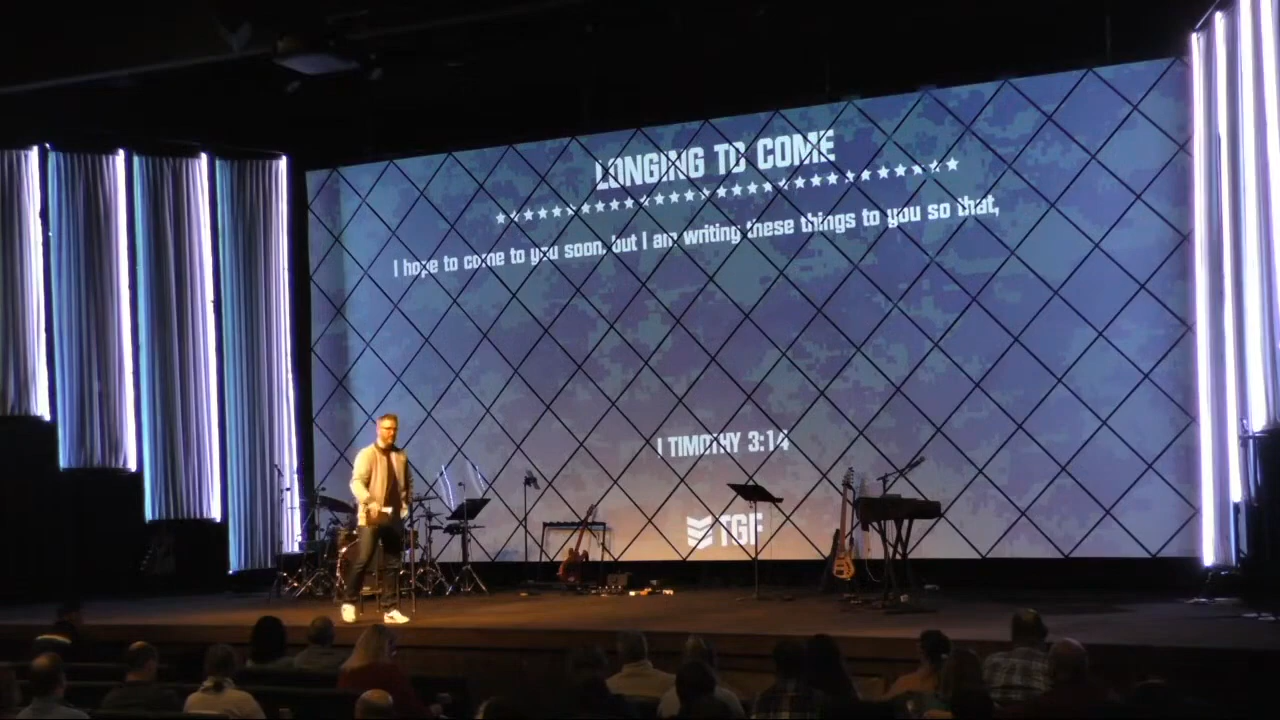 LONGING TO COME
I hope to come to you soon, but I am writing these things to you so that,
I TIMOTHY 3:14
TGF